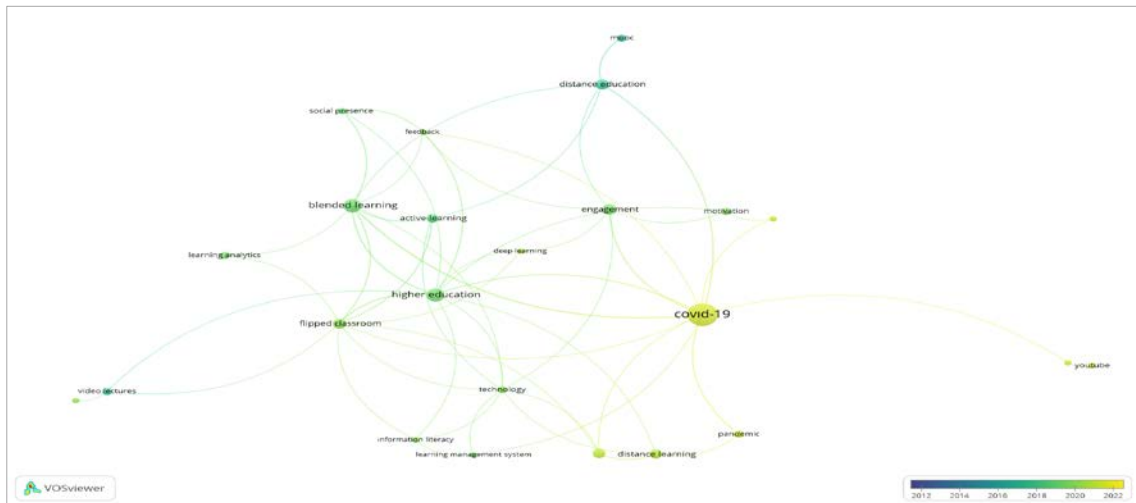 mooc
distance education
social presence
feedback
blended learning
active learning
engagement
motivation
learning analytics
deep learning
higher education
covid-19
flipped classroom
youtube
video lectures
technology
pandemic
information literacy
learning management system
distance learning
VOSviewer
2012 2014 2016 2018 2020 2022